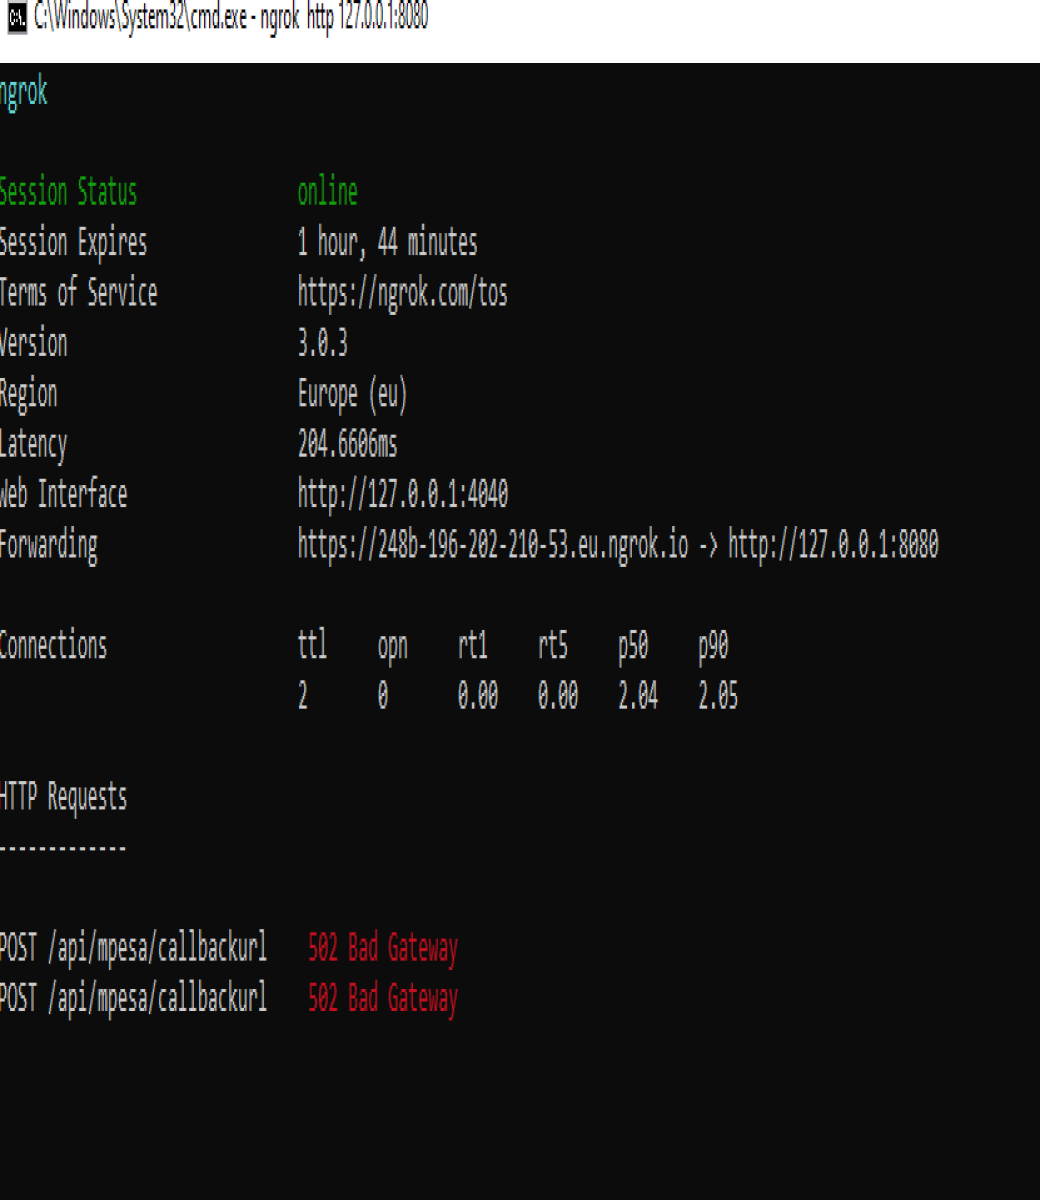 C:\Windows\System32\cmd.exe - ngrok http 127.0.0.1:8080
ngrok
Session Status online
Session Expires 1 hour, 44 minutes
Terms of Service https://ngrok.com/tos
Version 3.0.3
Region Europe (eu)
Latency 204.6606ms
Web Interface http://127.0.0.1:4040
Forwarding https://248b-196-202-210-53.eu.ngrok.io -> http://127.0.0.1:8080
Connections ttl opn rt1 rt5 p50 p90
2 0 0.00 0.00 2.04 2.05
HTTP Requests
-------------
POST /api/mpesa/callbackurl 502 Bad Gateway
POST /api/mpesa/callbackurl 502 Bad Gateway